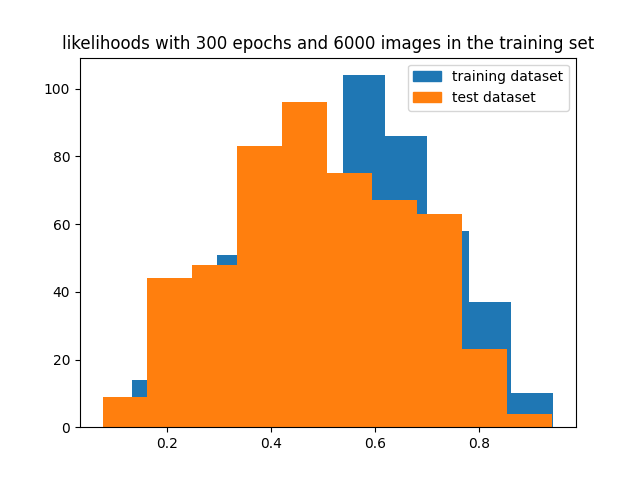 likelihoods with 300 epochs and 6000 images in the training set
training dataset
test dataset
100
80
60
40
20
0
0.2 0.4 0.6 0.8